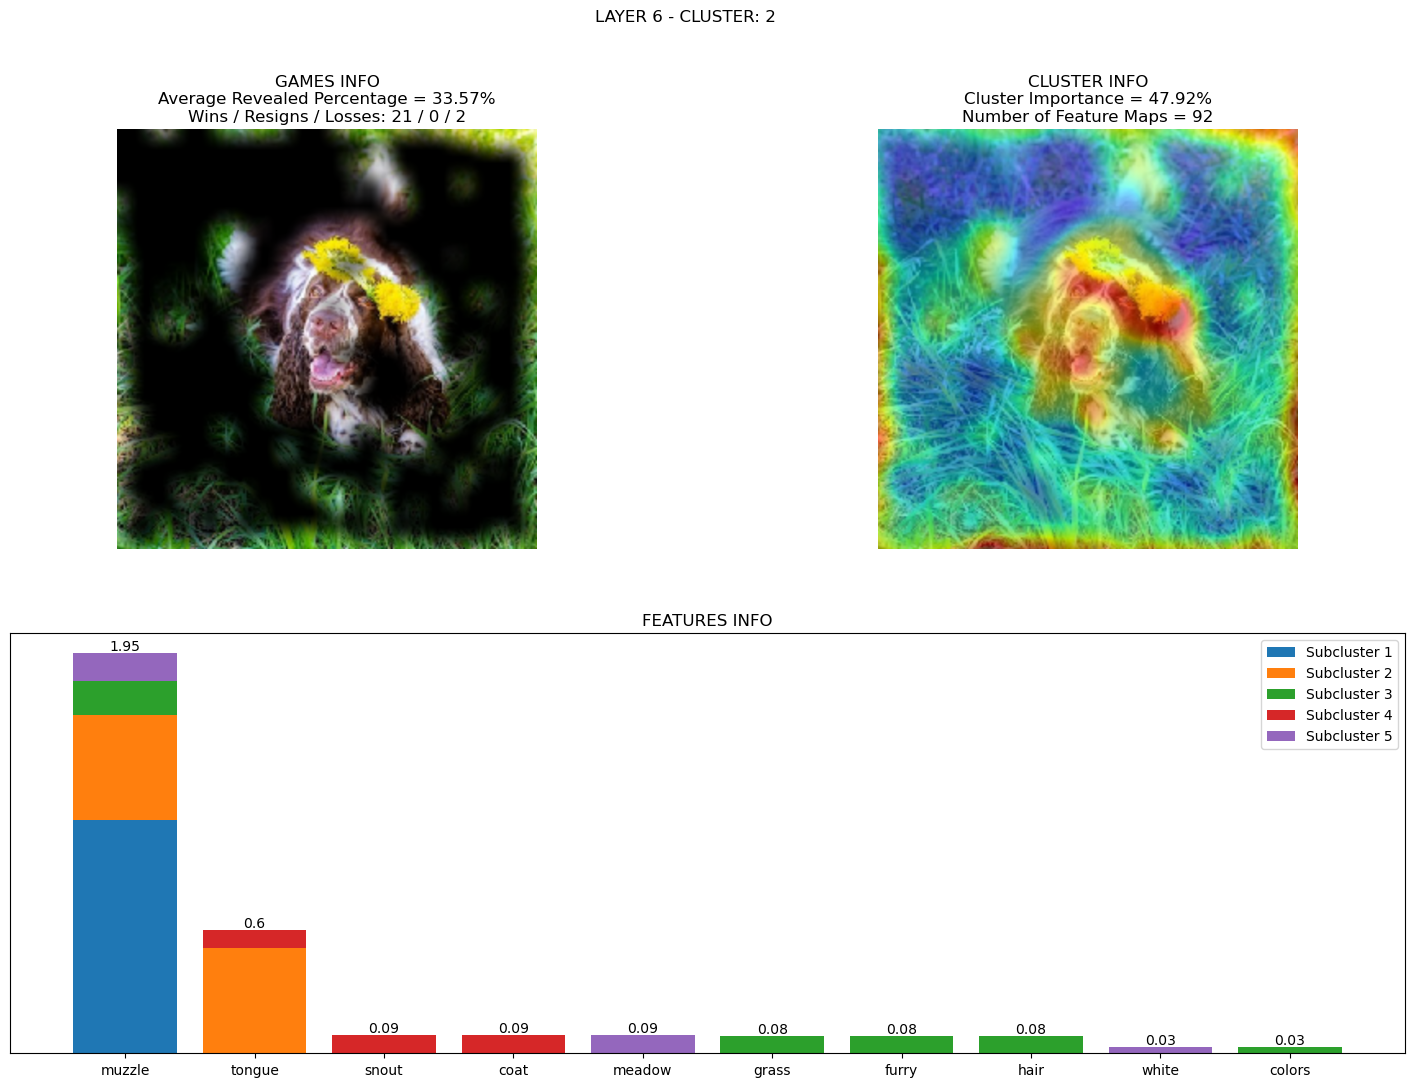 LAYER 6 - CLUSTER: 2
GAMES INFO
Average Revealed Percentage = 33.57%
Wins / Resigns / Losses: 21 / 0 / 2
CLUSTER INFO
Cluster Importance = 47.92%
Number of Feature Maps = 92
FEATURES INFO
1.95
0.6
0.09
0.09
0.09
0.08
0.08
0.08
0.03
0.03
Subcluster 1
Subcluster 2
Subcluster 3
Subcluster 4
Subcluster 5
muzzle
tongue
snout
coat
meadow
grass
furry
hair
white
colors